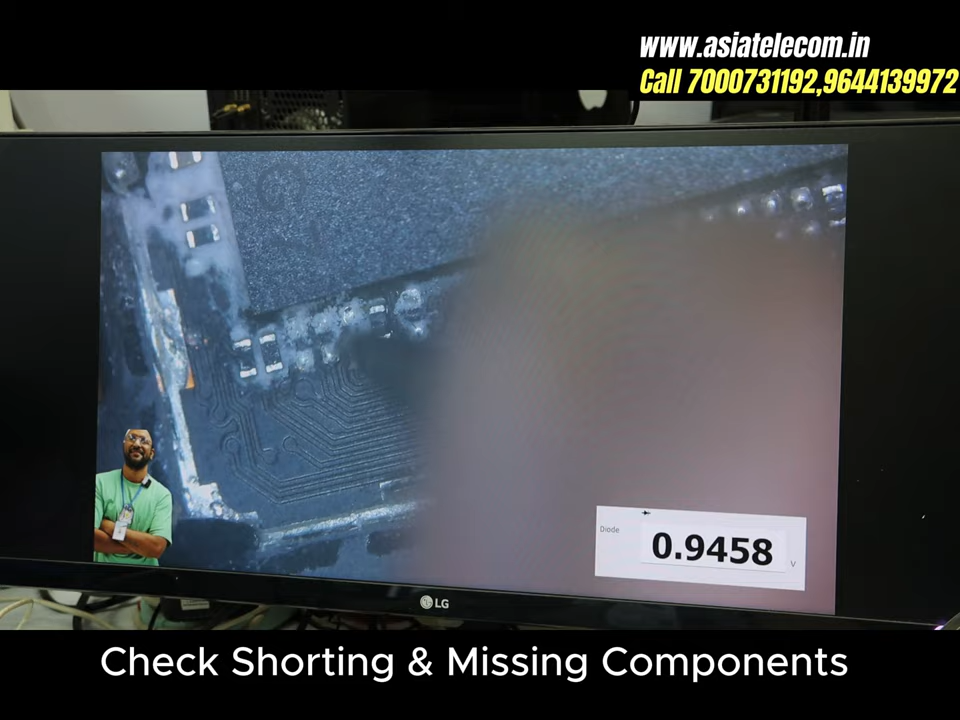 www.asiatelecom.in
Call 7000731192,9644139972
Diode
0.9458
V
LG
Check Shorting & Missing Components